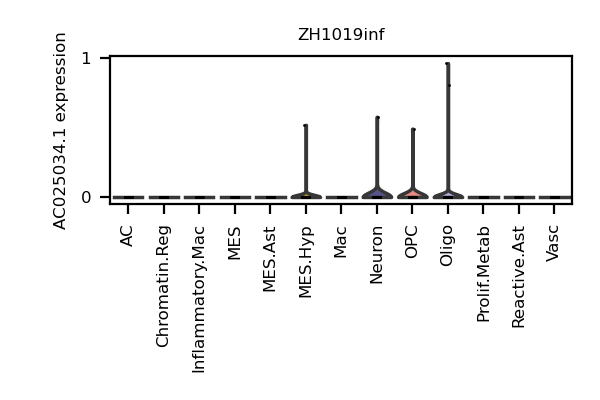 ZH1019inf
AC025034.1 expression
1
0
AC
Chromatin.Reg
Inflammatory.Mac
MES
MES.Ast
MES.Hyp
Mac
Neuron
OPC
Oligo
Prolif.Metab
Reactive.Ast
Vasc